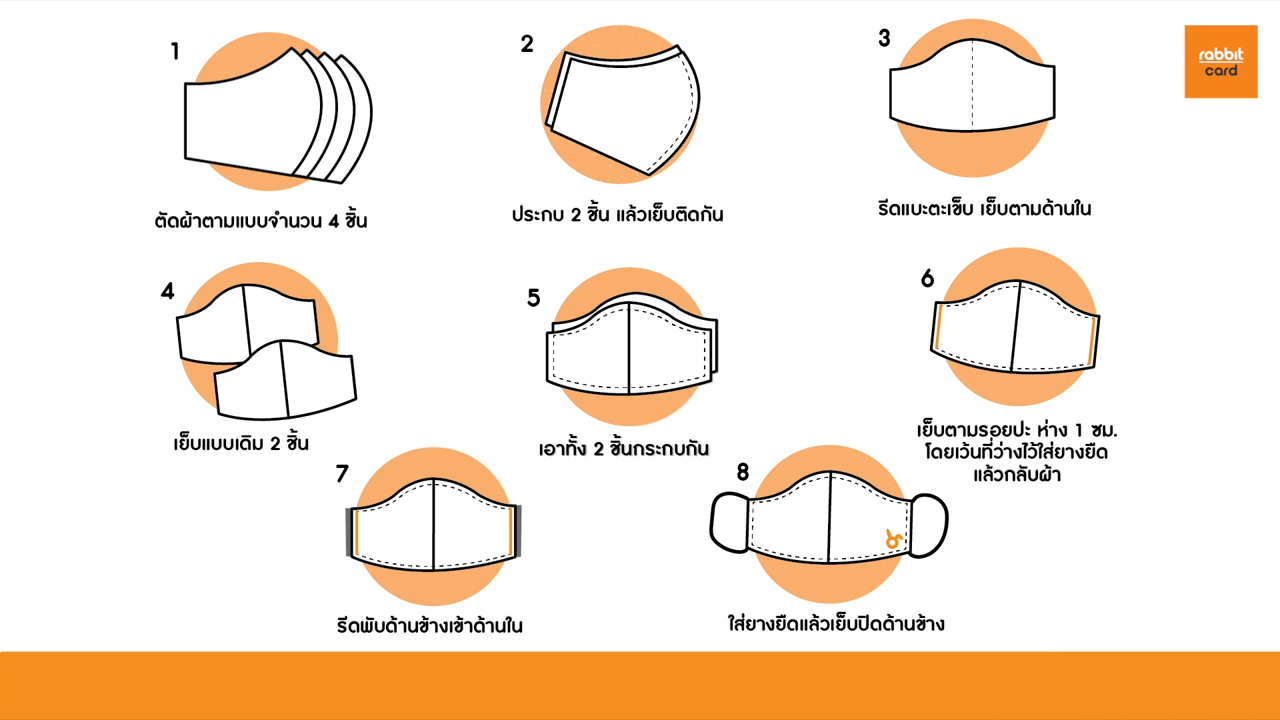 rabbit
card
1
ตัดผ้าตามแบบจำนวน 4 ชิ้น
2
ประกบ 2 ชิ้น แล้วเย็บติดกัน
3
รีดแบะตะเข็บ เย็บตามด้านใน
4
เย็บแบบเดิม 2 ชิ้น
5
เอาทั้ง 2 ชิ้นกระกบกัน
6
เย็บตามรอยปะ ห่าง 1 ซม.
โดยเว้นที่ว่างไว้ใส่ยางยืด
แล้วกลับผ้า
7
รีดพับด้านข้างเข้าด้านใน
8
ใส่ยางยืดแล้วเย็บปิดด้านข้าง